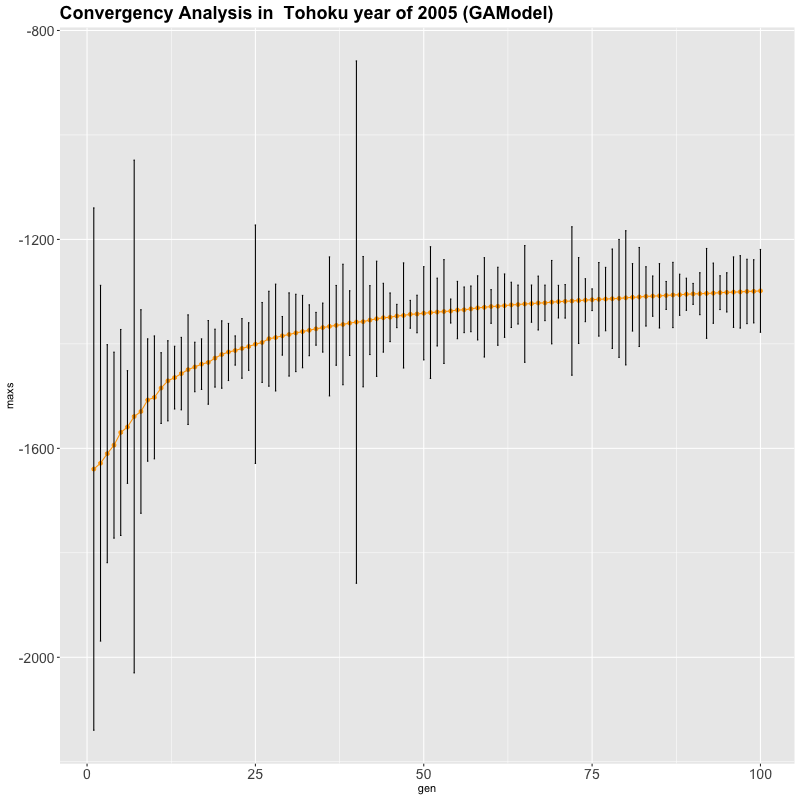 Convergency Analysis in  Tohoku year of 2005 (GAModel)
-800
-1200
-1600
-2000
maxs
0 25 50 75 100
gen